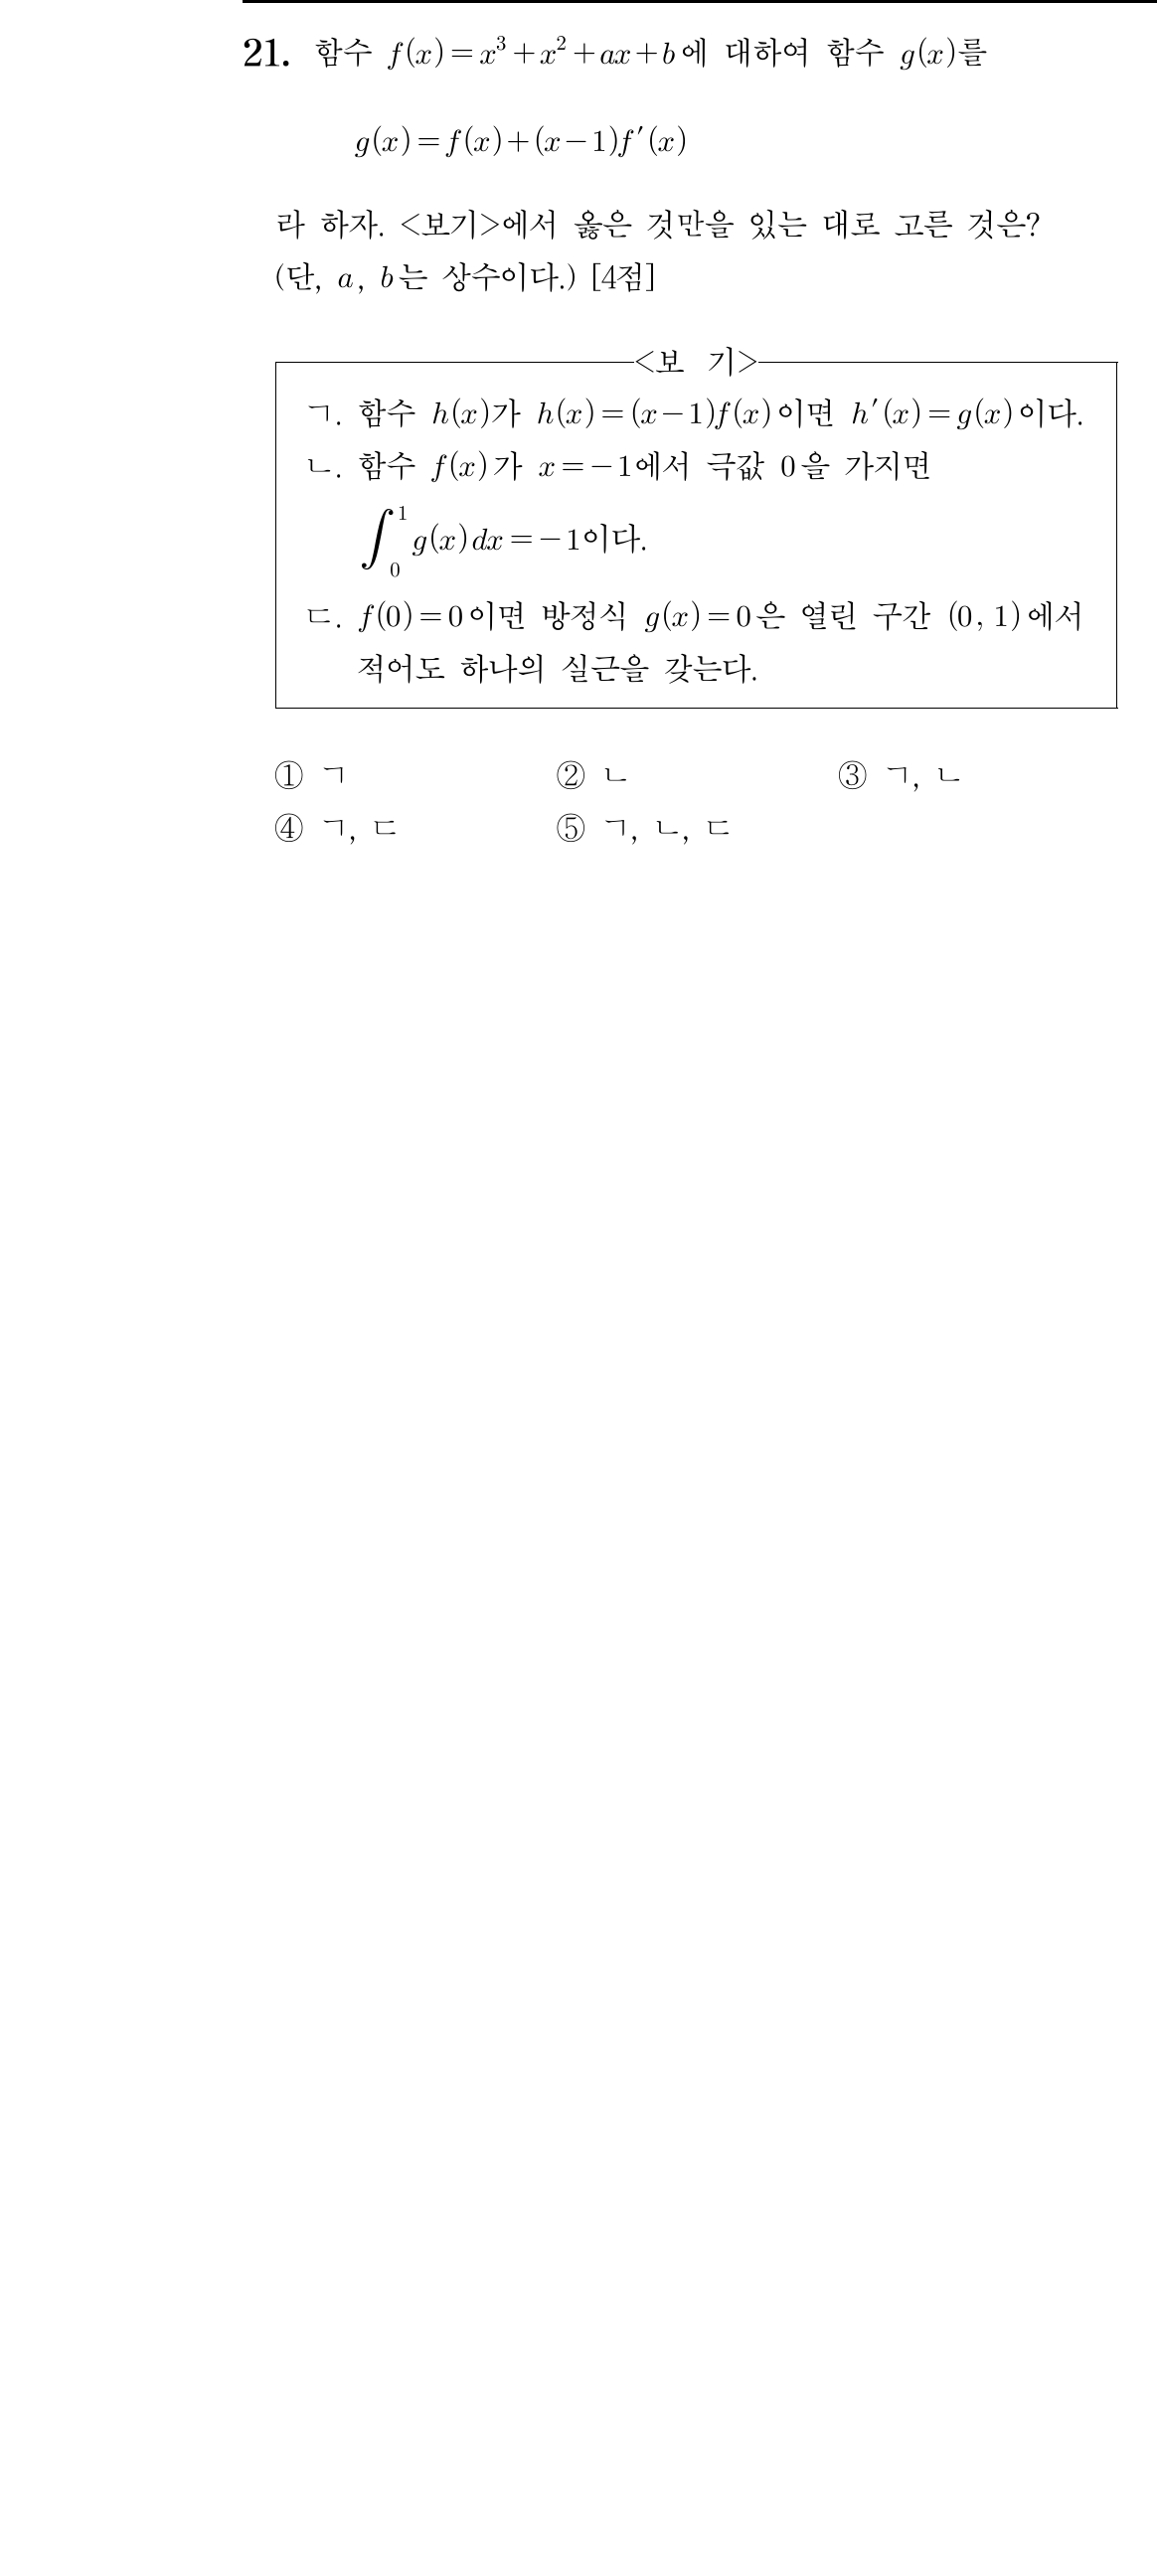 21. 함수 f(x)=x³+x²+ax+b에 대하여 함수 g(x)를
g(x)=f(x)+(x-1)f′(x)
라 하자. <보기>에서 옳은 것만을 있는 대로 고른 것은?
(단, a, b는 상수이다.) [4점]
<보 기>
ㄱ. 함수 h(x)가 h(x)=(x-1)f(x)이면 h′(x)=g(x)이다.
ㄴ. 함수 f(x)가 x=-1에서 극값 0을 가지면
∫₀¹ g(x)dx=-1이다.
ㄷ. f(0)=0이면 방정식 g(x)=0은 열린 구간 (0, 1)에서
적어도 하나의 실근을 갖는다.
① ㄱ ② ㄴ ③ ㄱ, ㄴ
④ ㄱ, ㄷ ⑤ ㄱ, ㄴ, ㄷ